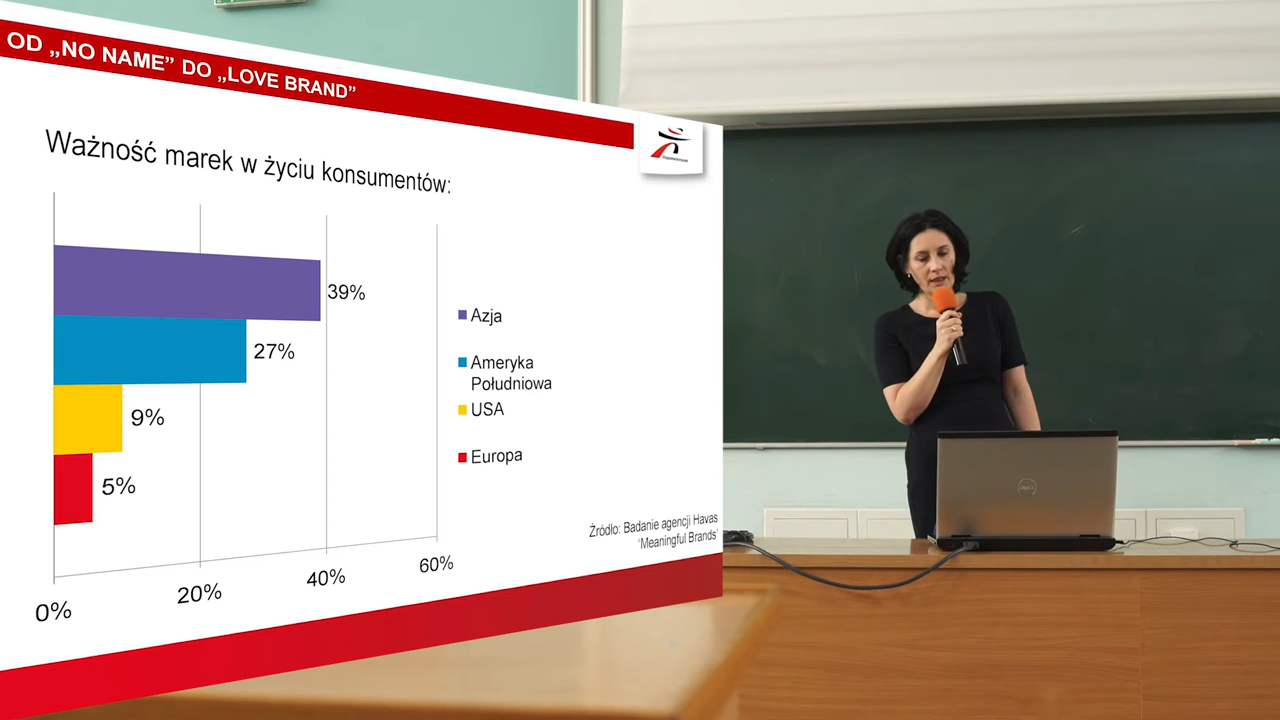 OD „NO NAME” DO „LOVE BRAND”
Ważność marek w życiu konsumentów:
39%
27%
9%
5%
Azja
Ameryka
Południowa
USA
Europa
0%
20%
40%
60%
Źródło: Badanie agencji Havas
‘Meaningful Brands’
DELL